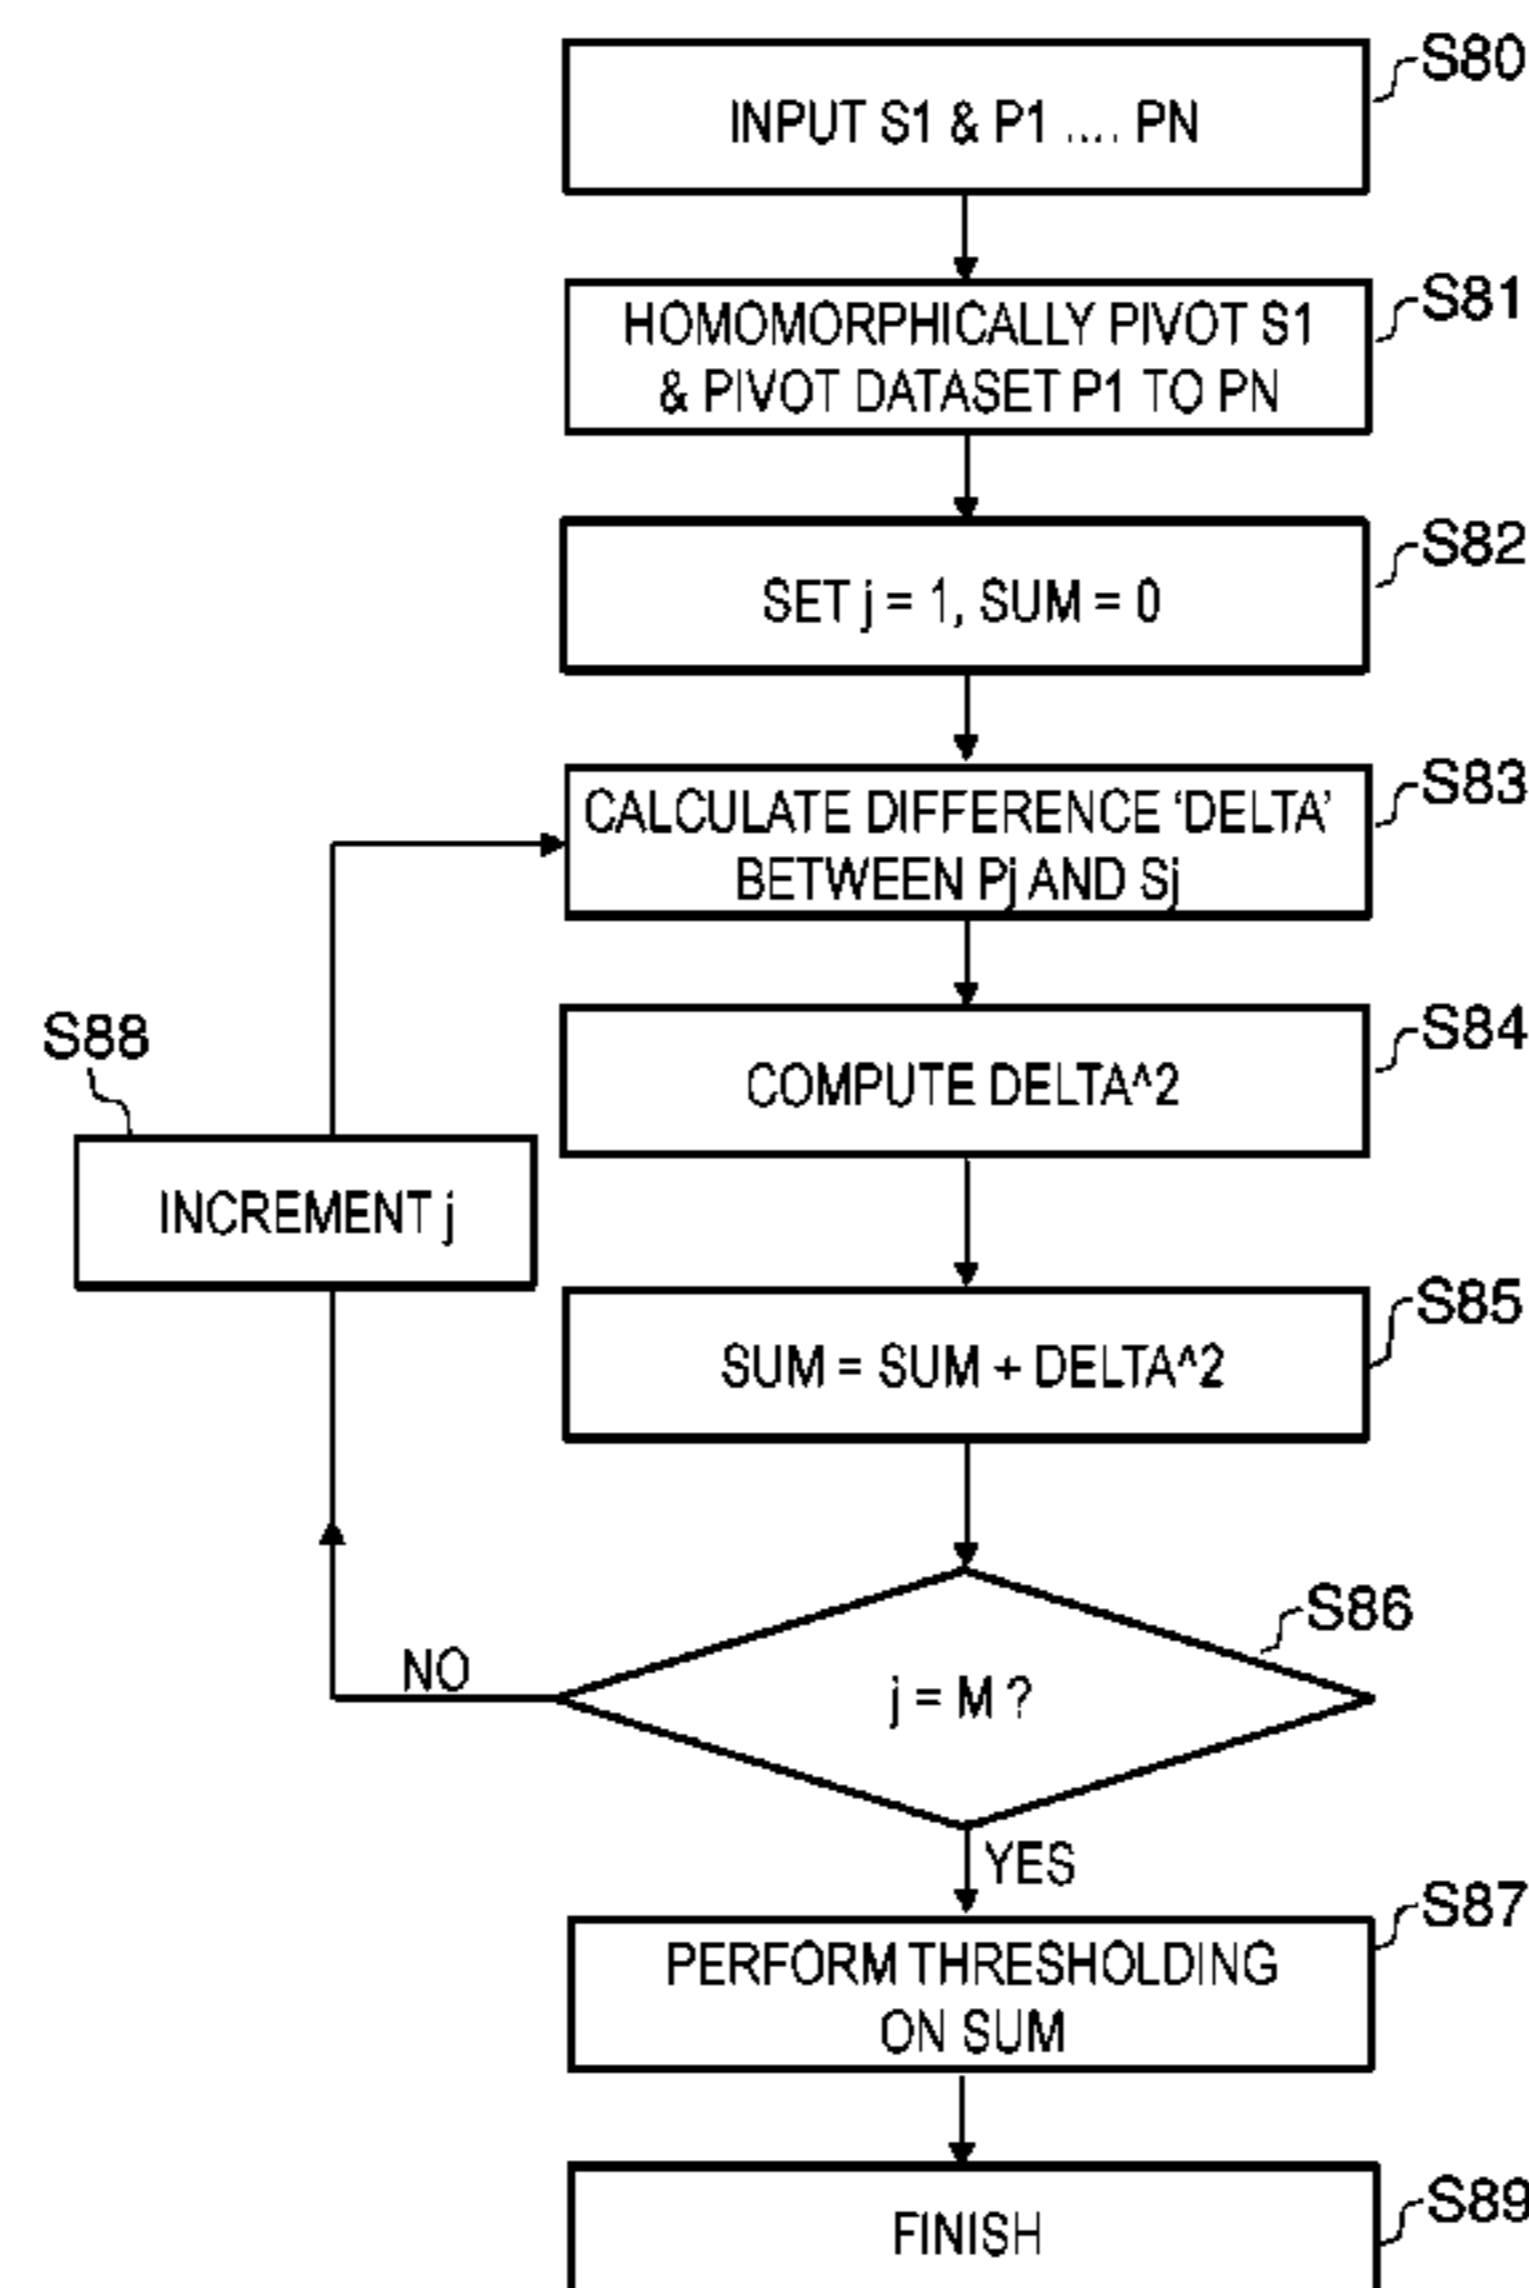 S80
INPUT S1 & P1 .... PN
S81
HOMOMORPHICALLY PIVOT S1
& PIVOT DATASET P1 TO PN
S82
SET j = 1, SUM = 0
S83
CALCULATE DIFFERENCE ‘DELTA’
BETWEEN Pj AND Sj
S84
COMPUTE DELTA^2
S88
INCREMENT j
S85
SUM = SUM + DELTA^2
S86
j = M ?
NO
YES
S87
PERFORM THRESHOLDING
ON SUM
S89
FINISH